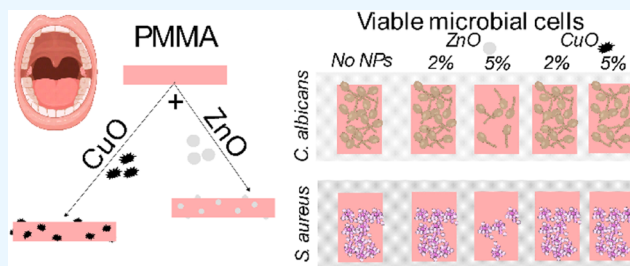 PMMA
+
CuO
ZnO
Viable microbial cells
ZnO CuO
No NPs 2% 5% 2% 5%
C. albicans
S. aureus